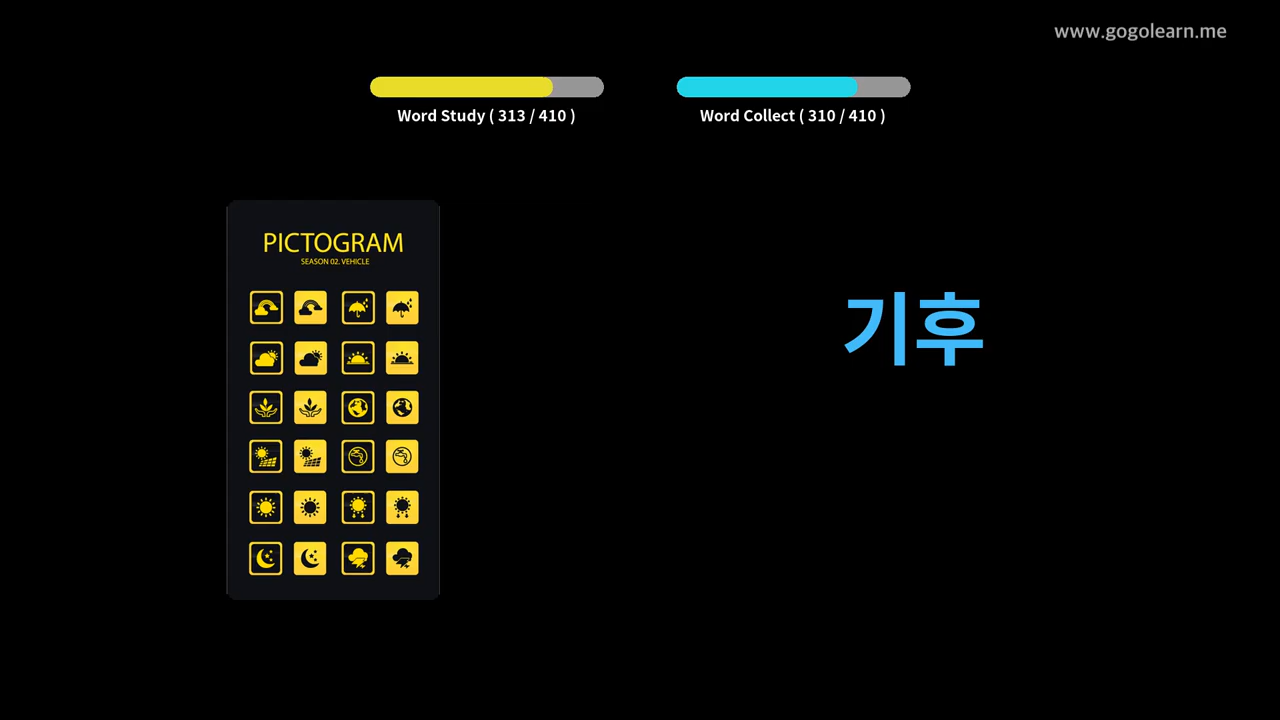 www.gogolearn.me
Word Study ( 313 / 410 )
Word Collect ( 310 / 410 )
PICTOGRAM
SEASON 02. VEHICLE
기후